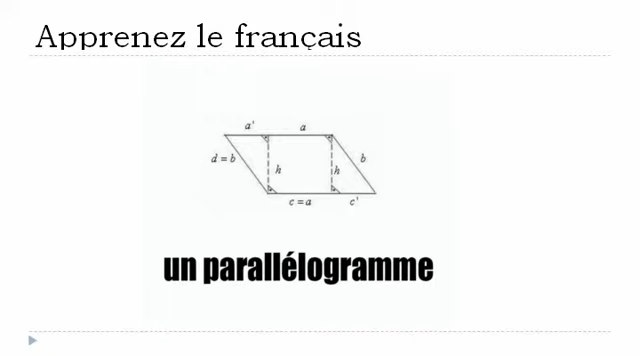 Apprenez le français
a' a
d = b h h b
c = a c'
un parallélogramme